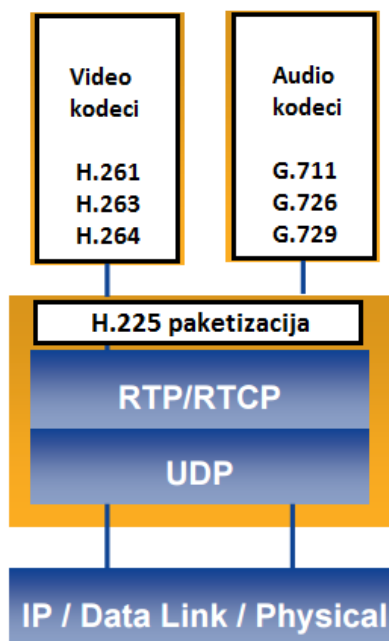 Video
kodeci
H.261
H.263
H.264
Audio
kodeci
G.711
G.726
G.729
H.225 paketizacija
RTP/RTCP
UDP
IP / Data Link / Physical